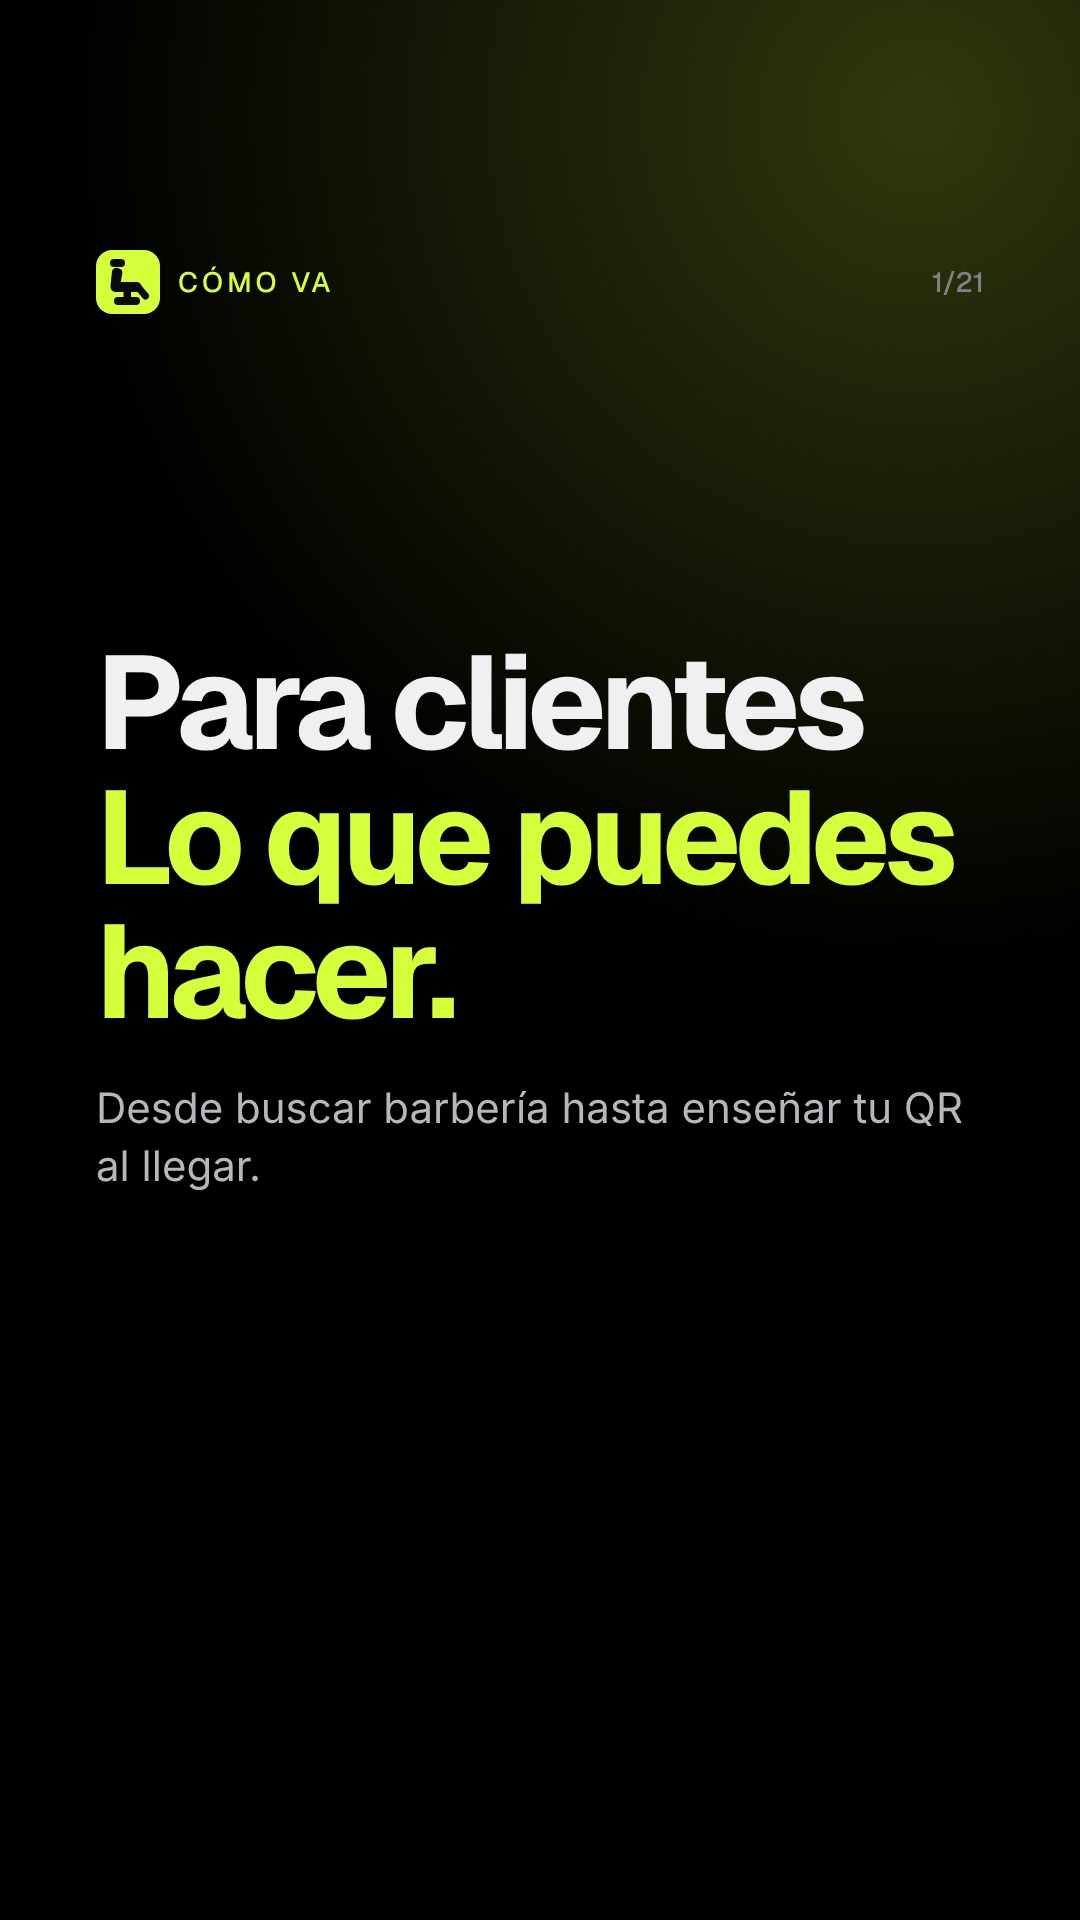 CÓMO VA
1/21
Para clientes
Lo que puedes
hacer.
Desde buscar barbería hasta enseñar tu QR
al llegar.